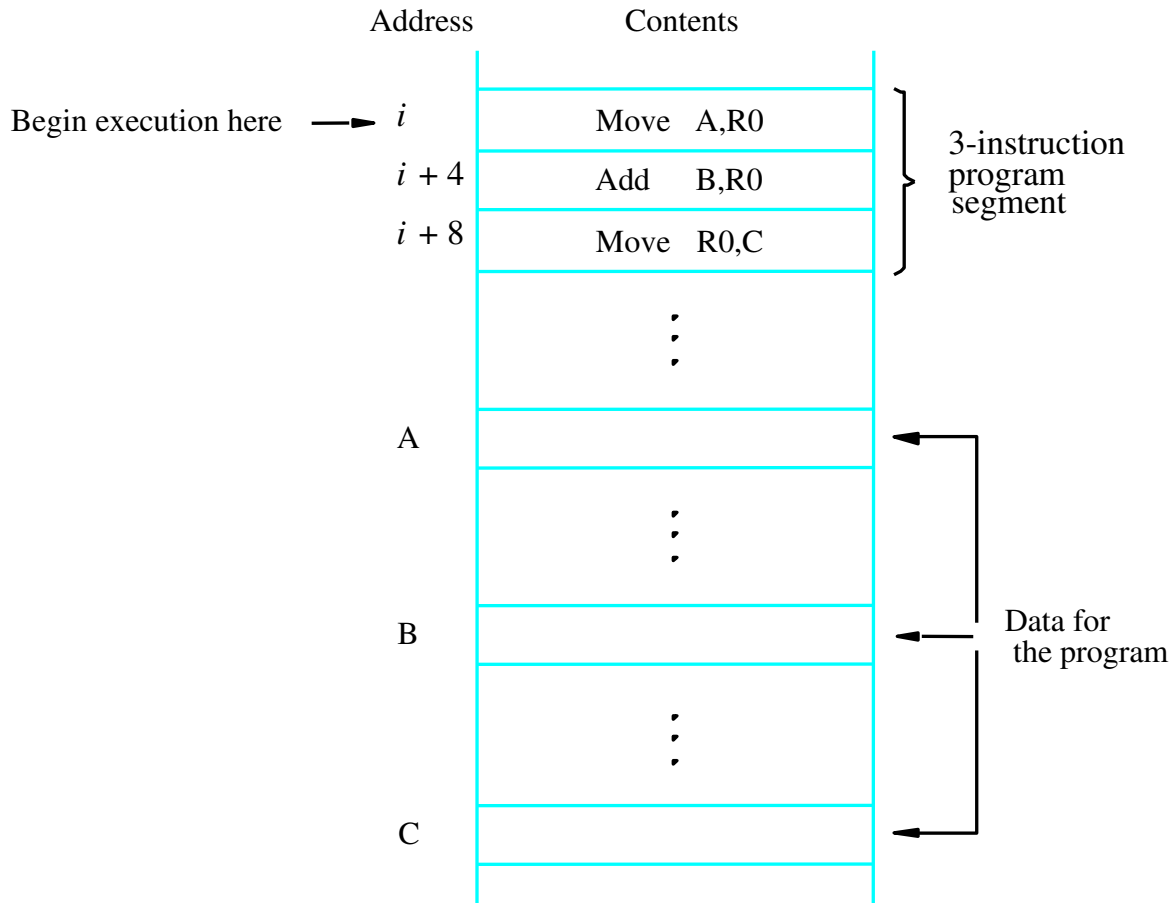 Address Contents
Begin execution here i Move A,R0
i + 4 Add B,R0
i + 8 Move R0,C
3-instruction
program
segment
A
B
Data for
the program
C